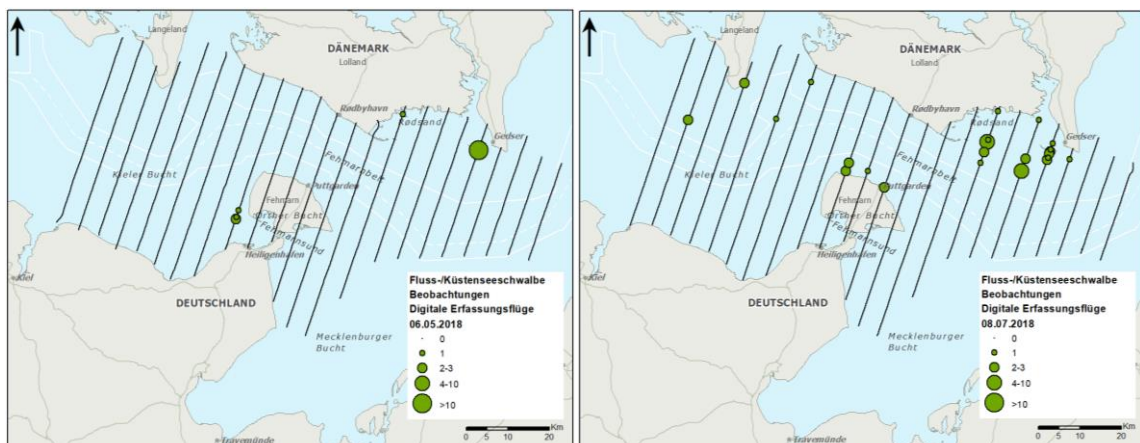 Langeland
DÄNEMARK
Lolland
Rødbyhavn
Rødsand
Gedser
Kieler Bucht
Fehmarnbelt
Puttgarden
Fehmarn
Orther Bucht
Fehmarnsund
Heiligenhafen
Kiel
DEUTSCHLAND
Mecklenburger
Bucht
Travemünde
Fluss-/Küstenseeschwalbe
Beobachtungen
Digitale Erfassungsflüge
06.05.2018
0
1
2-3
4-10
>10
Km
0 5 10 20
Langeland
DÄNEMARK
Lolland
Rødbyhavn
Rødsand
Gedser
Kieler Bucht
Fehmarnbelt
Puttgarden
Fehmarn
Orther Bucht
Fehmarnsund
Heiligenhafen
Kiel
DEUTSCHLAND
Mecklenburger
Bucht
Travemünde
Fluss-/Küstenseeschwalbe
Beobachtungen
Digitale Erfassungsflüge
08.07.2018
0
1
2-3
4-10
>10
Km
0 5 10 20